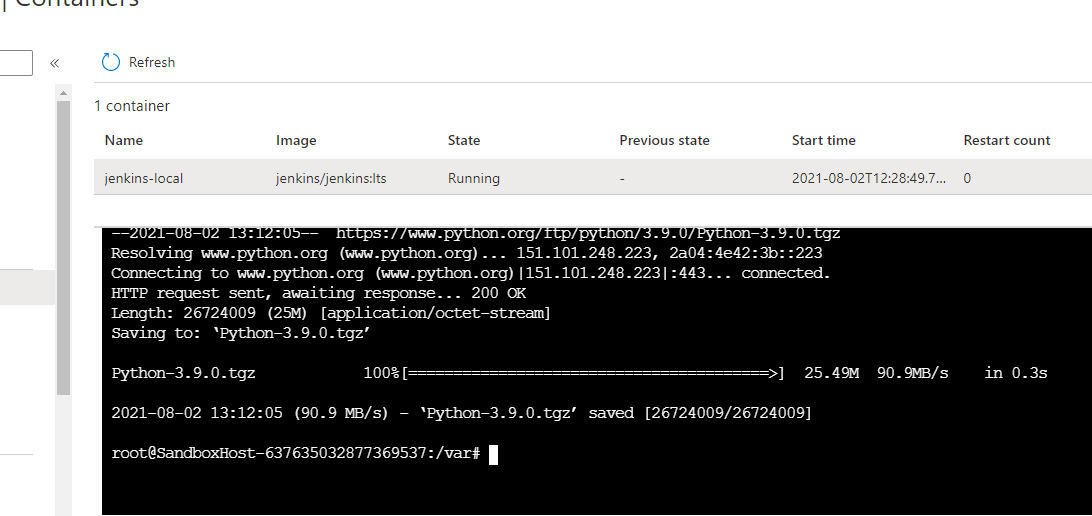 | Containers
«
Refresh
1 container
Name Image State Previous state Start time Restart count
jenkins-local jenkins/jenkins:lts Running - 2021-08-02T12:28:49.7... 0
--2021-08-02 13:12:05-- https://www.python.org/ftp/python/3.9.0/Python-3.9.0.tgz
Resolving www.python.org (www.python.org)... 151.101.248.223, 2a04:4e42:3b::223
Connecting to www.python.org (www.python.org)|151.101.248.223|:443... connected.
HTTP request sent, awaiting response... 200 OK
Length: 26724009 (25M) [application/octet-stream]
Saving to: ‘Python-3.9.0.tgz’
Python-3.9.0.tgz 100%[========================================>] 25.49M 90.9MB/s in 0.3s
2021-08-02 13:12:05 (90.9 MB/s) - ‘Python-3.9.0.tgz’ saved [26724009/26724009]
root@SandboxHost-637635032877369537:/var#